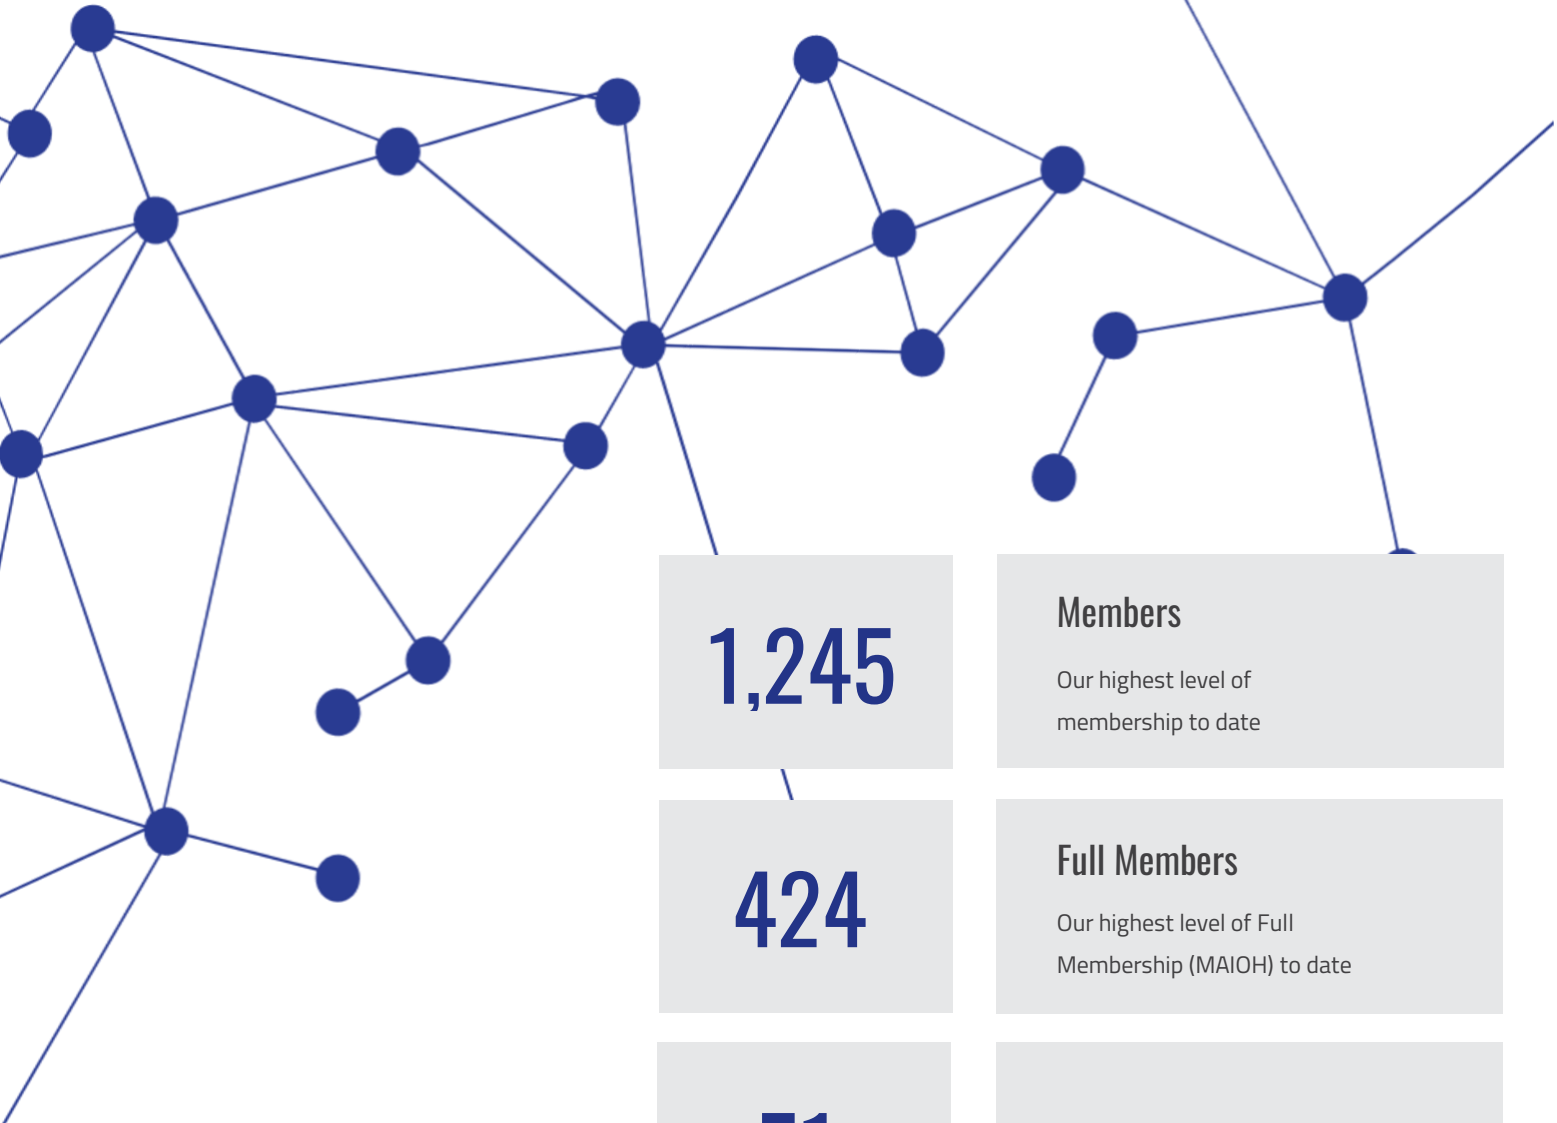 1,245
Members
Our highest level of
membership to date
424
Full Members
Our highest level of Full
Membership (MAIOH) to date